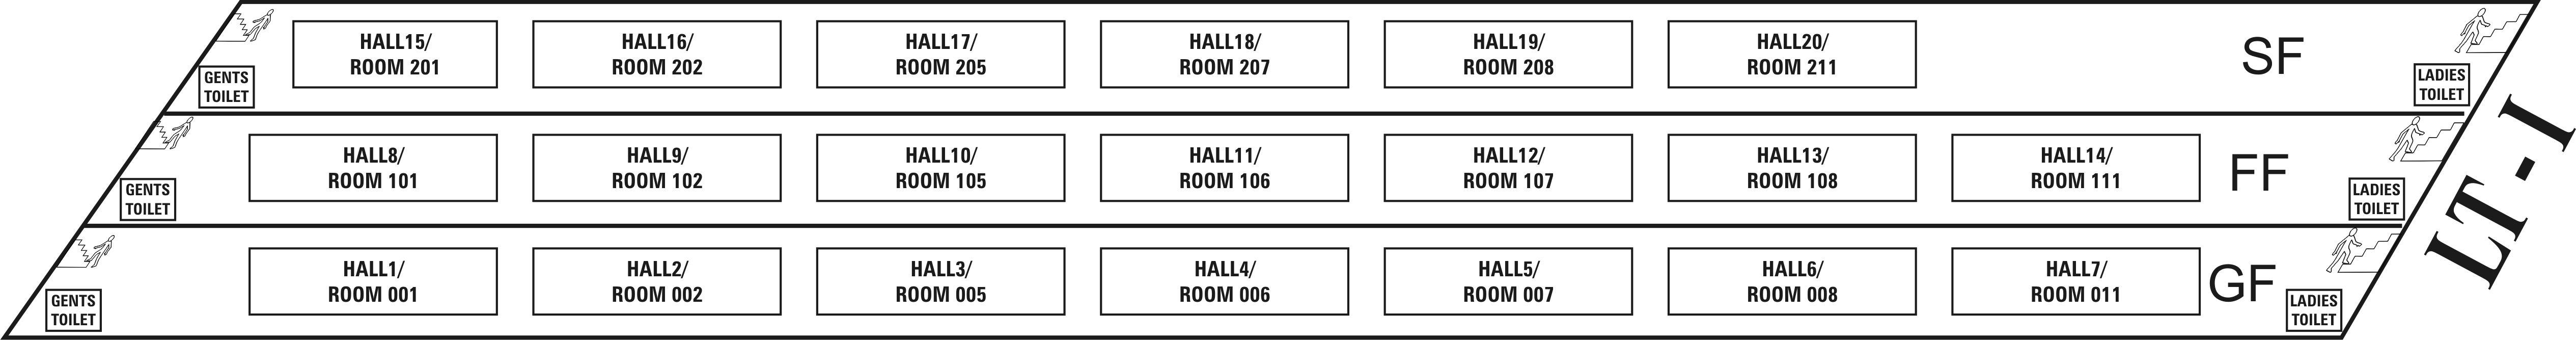 HALL15/
ROOM 201
HALL16/
ROOM 202
HALL17/
ROOM 205
HALL18/
ROOM 207
HALL19/
ROOM 208
HALL20/
ROOM 211
SF
GENTS
TOILET
LADIES
TOILET
HALL8/
ROOM 101
HALL9/
ROOM 102
HALL10/
ROOM 105
HALL11/
ROOM 106
HALL12/
ROOM 107
HALL13/
ROOM 108
HALL14/
ROOM 111
FF
GENTS
TOILET
LADIES
TOILET
HALL1/
ROOM 001
HALL2/
ROOM 002
HALL3/
ROOM 005
HALL4/
ROOM 006
HALL5/
ROOM 007
HALL6/
ROOM 008
HALL7/
ROOM 011
GF
GENTS
TOILET
LADIES
TOILET
LT - I